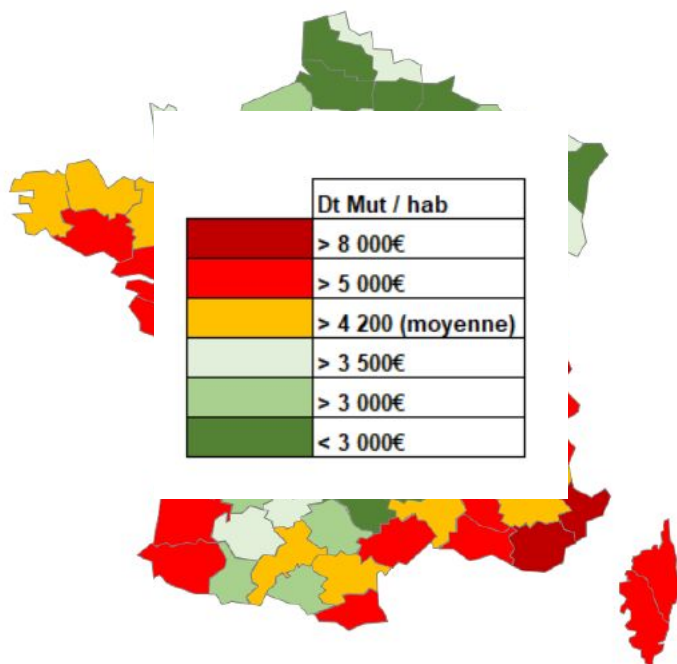 Dt Mut / hab
> 8 000€
> 5 000€
> 4 200 (moyenne)
> 3 500€
> 3 000€
< 3 000€